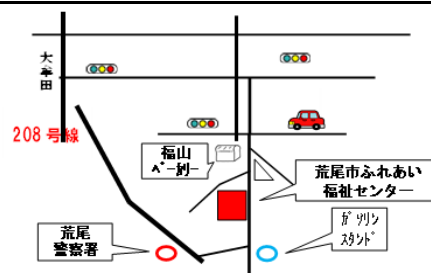 大牟田
208号線
福山
ベーカリー
荒尾市ふれあい
福祉センター
荒尾
警察署
ガソリン
スタンド